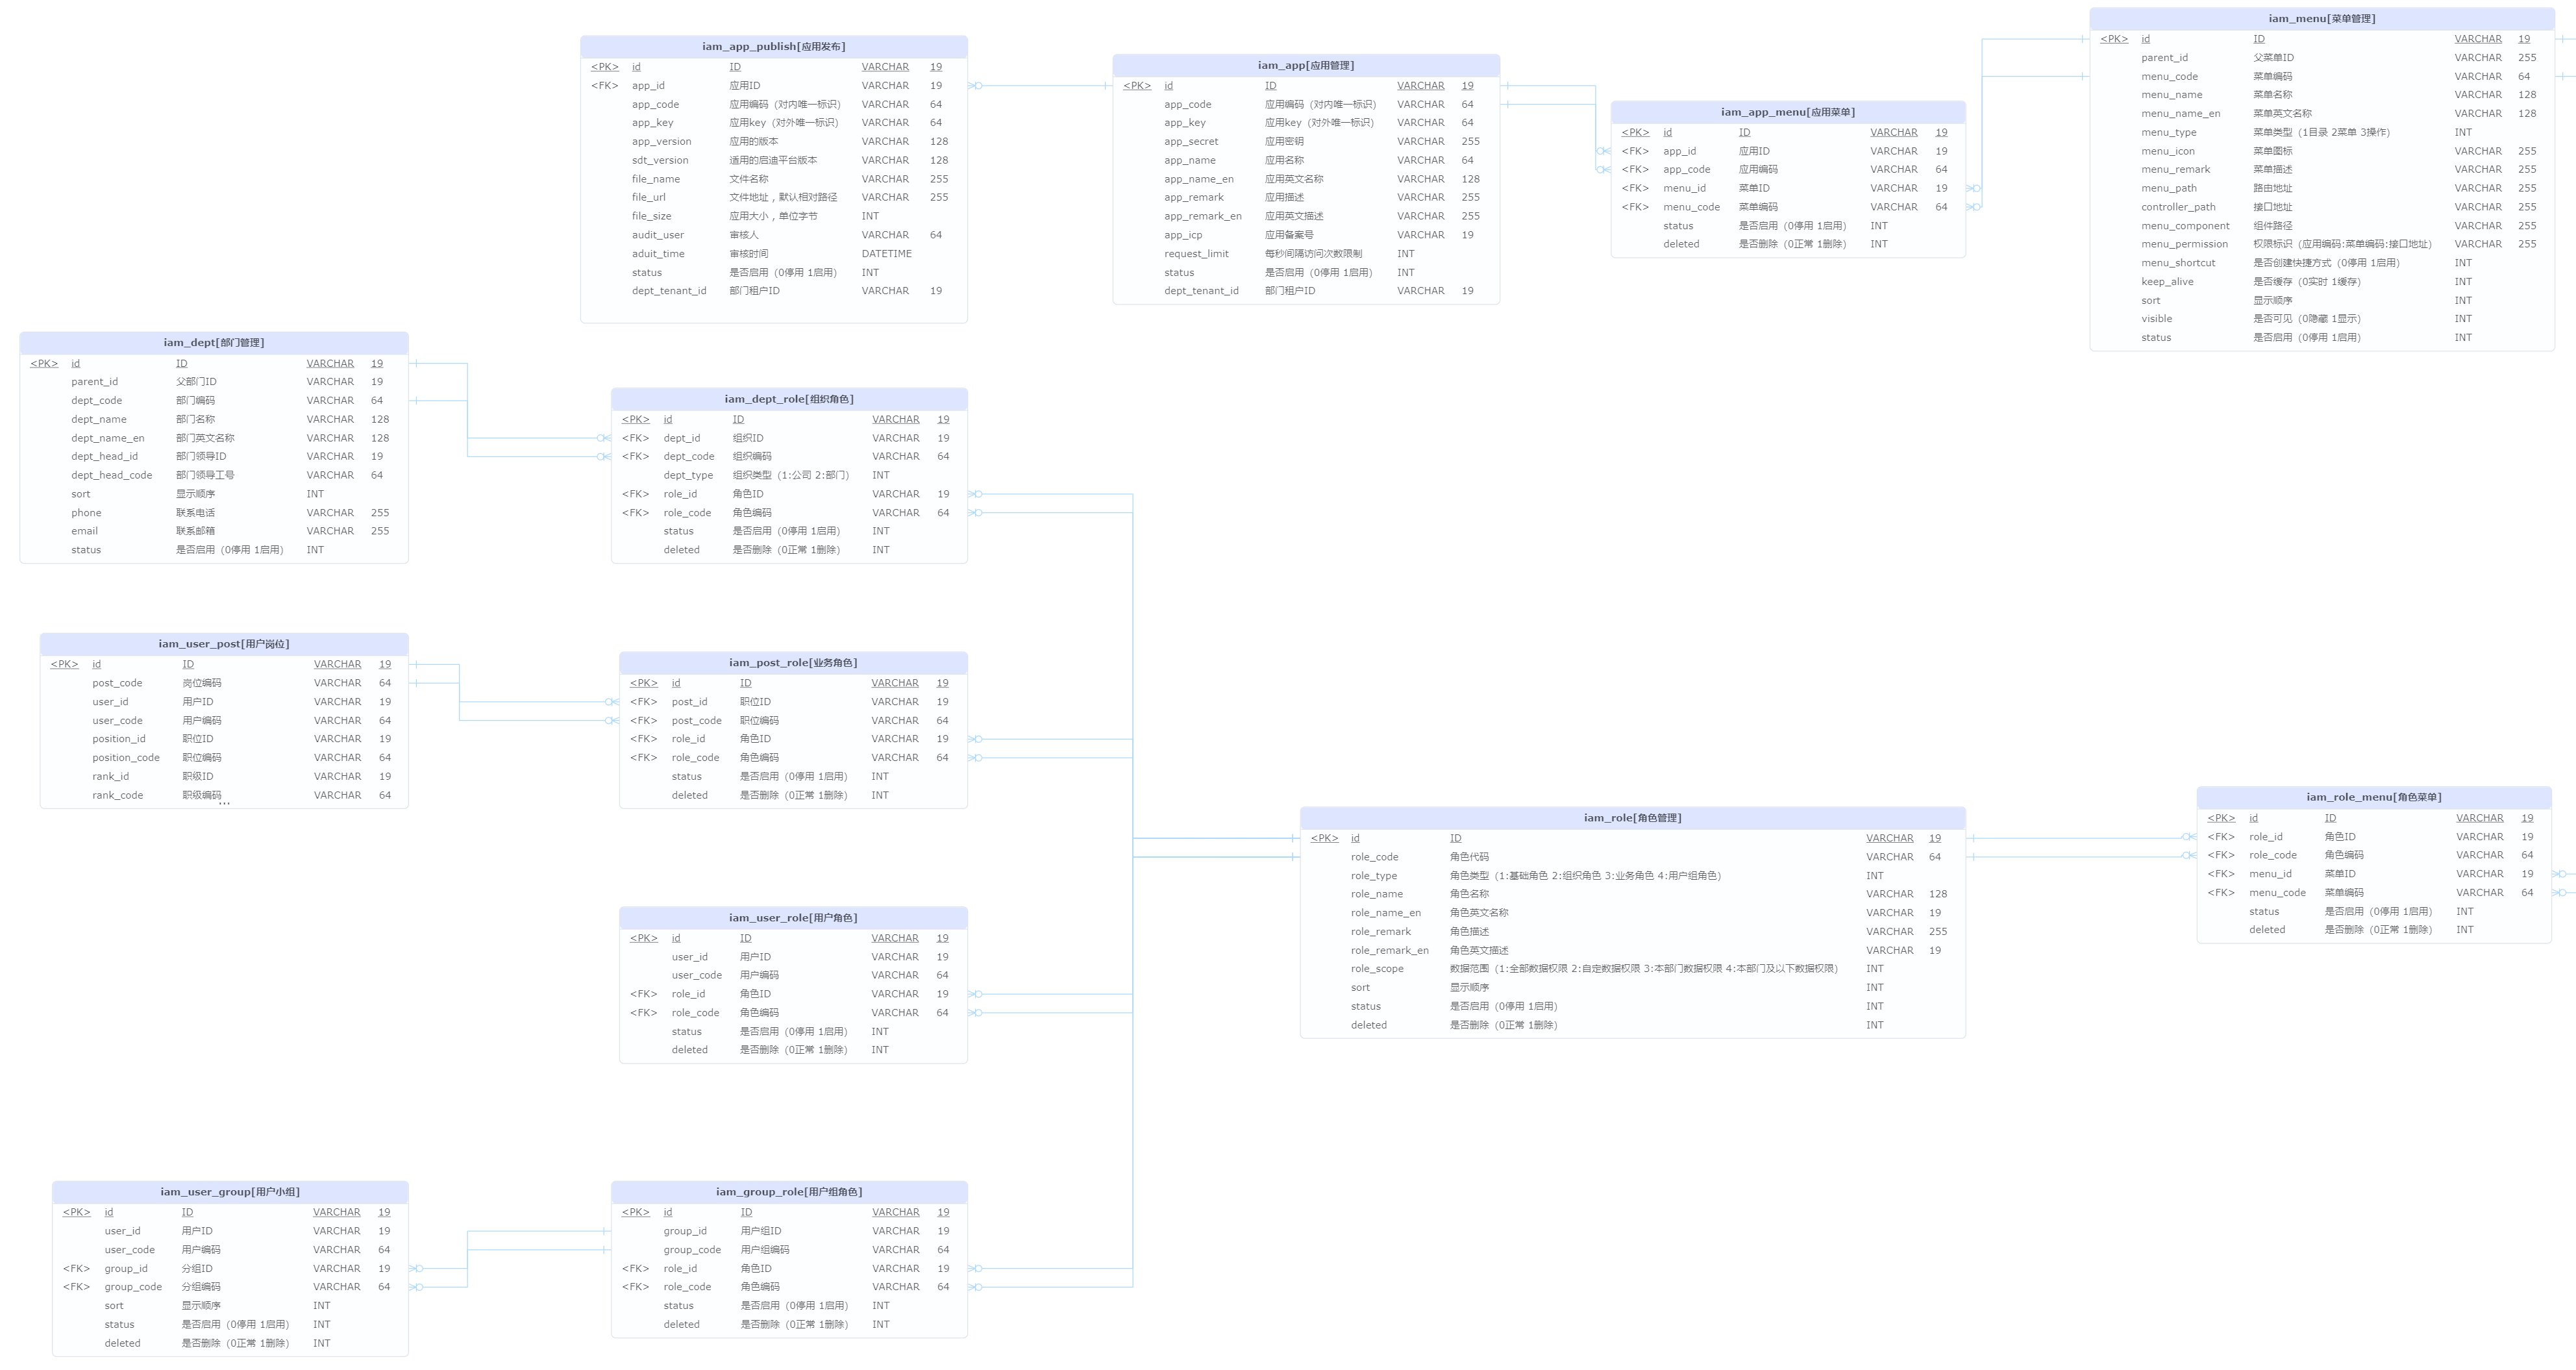 iam_app_publish[应用发布]
<PK> id ID VARCHAR 19
<FK> app_id 应用ID VARCHAR 19
app_code 应用编码（对内唯一标识） VARCHAR 64
app_key 应用key（对外唯一标识） VARCHAR 64
app_version 应用的版本 VARCHAR 128
sdt_version 适用的启迪平台版本 VARCHAR 128
file_name 文件名称 VARCHAR 255
file_url 文件地址，默认相对路径 VARCHAR 255
file_size 应用大小，单位字节 INT
audit_user 审核人 VARCHAR 64
aduit_time 审核时间 DATETIME
status 是否启用（0停用 1启用） INT
dept_tenant_id 部门租户ID VARCHAR 19
iam_app[应用管理]
<PK> id ID VARCHAR 19
app_code 应用编码（对内唯一标识） VARCHAR 64
app_key 应用key（对外唯一标识） VARCHAR 64
app_secret 应用密钥 VARCHAR 255
app_name 应用名称 VARCHAR 64
app_name_en 应用英文名称 VARCHAR 128
app_remark 应用描述 VARCHAR 255
app_remark_en 应用英文描述 VARCHAR 255
app_icp 应用备案号 VARCHAR 19
request_limit 每秒间隔访问次数限制 INT
status 是否启用（0停用 1启用） INT
dept_tenant_id 部门租户ID VARCHAR 19
iam_app_menu[应用菜单]
<PK> id ID VARCHAR 19
<FK> app_id 应用ID VARCHAR 19
<FK> app_code 应用编码 VARCHAR 64
<FK> menu_id 菜单ID VARCHAR 19
<FK> menu_code 菜单编码 VARCHAR 64
status 是否启用（0停用 1启用） INT
deleted 是否删除（0正常 1删除） INT
iam_menu[菜单管理]
<PK> id ID VARCHAR 19
parent_id 父菜单ID VARCHAR 255
menu_code 菜单编码 VARCHAR 64
menu_name 菜单名称 VARCHAR 128
menu_name_en 菜单英文名称 VARCHAR 128
menu_type 菜单类型（1目录 2菜单 3操作） INT
menu_icon 菜单图标 VARCHAR 255
menu_remark 菜单描述 VARCHAR 255
menu_path 路由地址 VARCHAR 255
controller_path 接口地址 VARCHAR 255
menu_component 组件路径 VARCHAR 255
menu_permission 权限标识（应用编码:菜单编码:接口地址） VARCHAR 255
menu_shortcut 是否创建快捷方式（0停用 1启用） INT
keep_alive 是否缓存（0实时 1缓存） INT
sort 显示顺序 INT
visible 是否可见（0隐藏 1显示） INT
status 是否启用（0停用 1启用） INT
iam_dept[部门管理]
<PK> id ID VARCHAR 19
parent_id 父部门ID VARCHAR 19
dept_code 部门编码 VARCHAR 64
dept_name 部门名称 VARCHAR 128
dept_name_en 部门英文名称 VARCHAR 128
dept_head_id 部门领导ID VARCHAR 19
dept_head_code 部门领导工号 VARCHAR 64
sort 显示顺序 INT
phone 联系电话 VARCHAR 255
email 联系邮箱 VARCHAR 255
status 是否启用（0停用 1启用） INT
iam_dept_role[组织角色]
<PK> id ID VARCHAR 19
<FK> dept_id 组织ID VARCHAR 19
<FK> dept_code 组织编码 VARCHAR 64
dept_type 组织类型（1:公司 2:部门） INT
<FK> role_id 角色ID VARCHAR 19
<FK> role_code 角色编码 VARCHAR 64
status 是否启用（0停用 1启用） INT
deleted 是否删除（0正常 1删除） INT
iam_user_post[用户岗位]
<PK> id ID VARCHAR 19
post_code 岗位编码 VARCHAR 64
user_id 用户ID VARCHAR 19
user_code 用户编码 VARCHAR 64
position_id 职位ID VARCHAR 19
position_code 职位编码 VARCHAR 64
rank_id 职级ID VARCHAR 19
rank_code 职级编码 VARCHAR 64
...
iam_post_role[业务角色]
<PK> id ID VARCHAR 19
<FK> post_id 职位ID VARCHAR 19
<FK> post_code 职位编码 VARCHAR 64
<FK> role_id 角色ID VARCHAR 19
<FK> role_code 角色编码 VARCHAR 64
status 是否启用（0停用 1启用） INT
deleted 是否删除（0正常 1删除） INT
iam_role[角色管理]
<PK> id ID VARCHAR 19
role_code 角色代码 VARCHAR 64
role_type 角色类型（1:基础角色 2:组织角色 3:业务角色 4:用户组角色） INT
role_name 角色名称 VARCHAR 128
role_name_en 角色英文名称 VARCHAR 19
role_remark 角色描述 VARCHAR 255
role_remark_en 角色英文描述 VARCHAR 19
role_scope 数据范围（1:全部数据权限 2:自定数据权限 3:本部门数据权限 4:本部门及以下数据权限） INT
sort 显示顺序 INT
status 是否启用（0停用 1启用） INT
deleted 是否删除（0正常 1删除） INT
iam_role_menu[角色菜单]
<PK> id ID VARCHAR 19
<FK> role_id 角色ID VARCHAR 19
<FK> role_code 角色编码 VARCHAR 64
<FK> menu_id 菜单ID VARCHAR 19
<FK> menu_code 菜单编码 VARCHAR 64
status 是否启用（0停用 1启用） INT
deleted 是否删除（0正常 1删除） INT
iam_user_role[用户角色]
<PK> id ID VARCHAR 19
user_id 用户ID VARCHAR 19
user_code 用户编码 VARCHAR 64
<FK> role_id 角色ID VARCHAR 19
<FK> role_code 角色编码 VARCHAR 64
status 是否启用（0停用 1启用） INT
deleted 是否删除（0正常 1删除） INT
iam_user_group[用户小组]
<PK> id ID VARCHAR 19
user_id 用户ID VARCHAR 19
user_code 用户编码 VARCHAR 64
<FK> group_id 分组ID VARCHAR 19
<FK> group_code 分组编码 VARCHAR 64
sort 显示顺序 INT
status 是否启用（0停用 1启用） INT
deleted 是否删除（0正常 1删除） INT
iam_group_role[用户组角色]
<PK> id ID VARCHAR 19
group_id 用户组ID VARCHAR 19
group_code 用户组编码 VARCHAR 64
<FK> role_id 角色ID VARCHAR 19
<FK> role_code 角色编码 VARCHAR 64
status 是否启用（0停用 1启用） INT
deleted 是否删除（0正常 1删除） INT